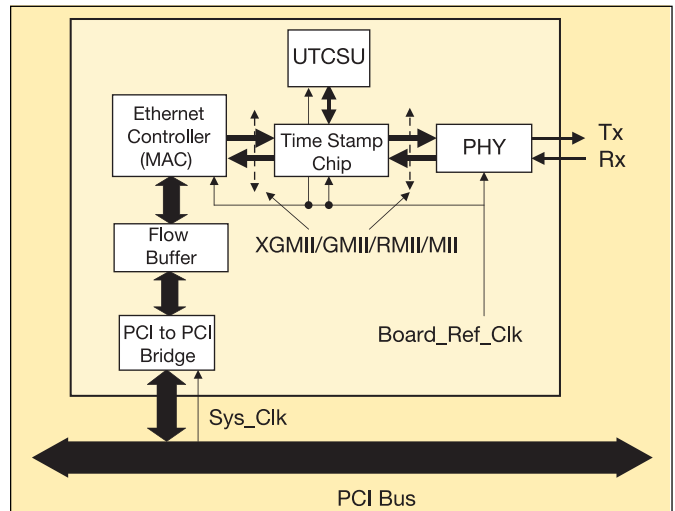 UTCSU
Ethernet
Controller
(MAC)
Time Stamp
Chip
PHY
Tx
Rx
Flow
Buffer
XGMII/GMII/RMII/MII
PCI to PCI
Bridge
Board_Ref_Clk
Sys_Clk
PCI Bus